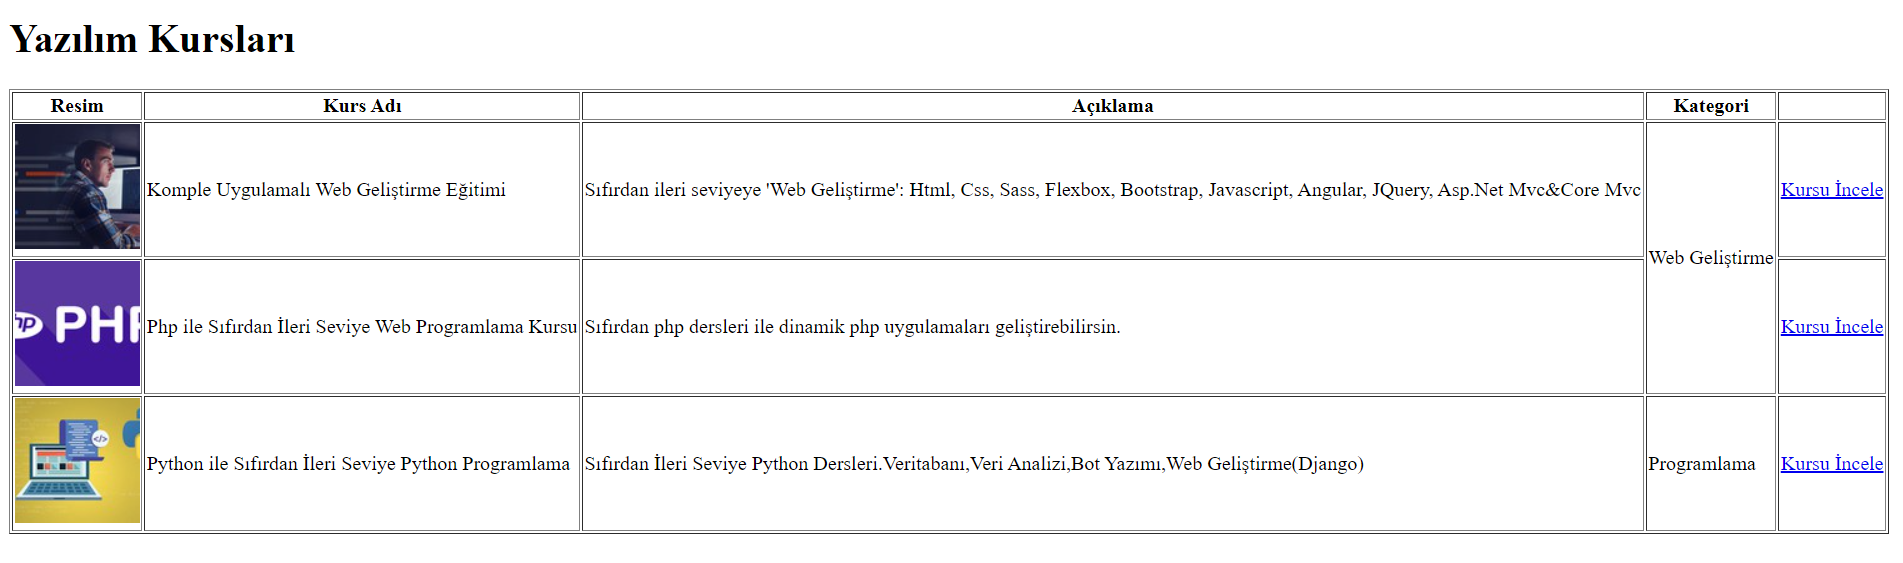 Yazılım Kursları
Resim Kurs Adı Açıklama Kategori
Komple Uygulamalı Web Geliştirme Eğitimi Sıfırdan ileri seviyeye 'Web Geliştirme': Html, Css, Sass, Flexbox, Bootstrap, Javascript, Angular, JQuery, Asp.Net Mvc&Core Mvc Kursu İncele
Web Geliştirme
hp PHP Php ile Sıfırdan İleri Seviye Web Programlama Kursu Sıfırdan php dersleri ile dinamik php uygulamaları geliştirebilirsin. Kursu İncele
</> Python ile Sıfırdan İleri Seviye Python Programlama Sıfırdan İleri Seviye Python Dersleri.Veritabanı,Veri Analizi,Bot Yazımı,Web Geliştirme(Django) Programlama Kursu İncele